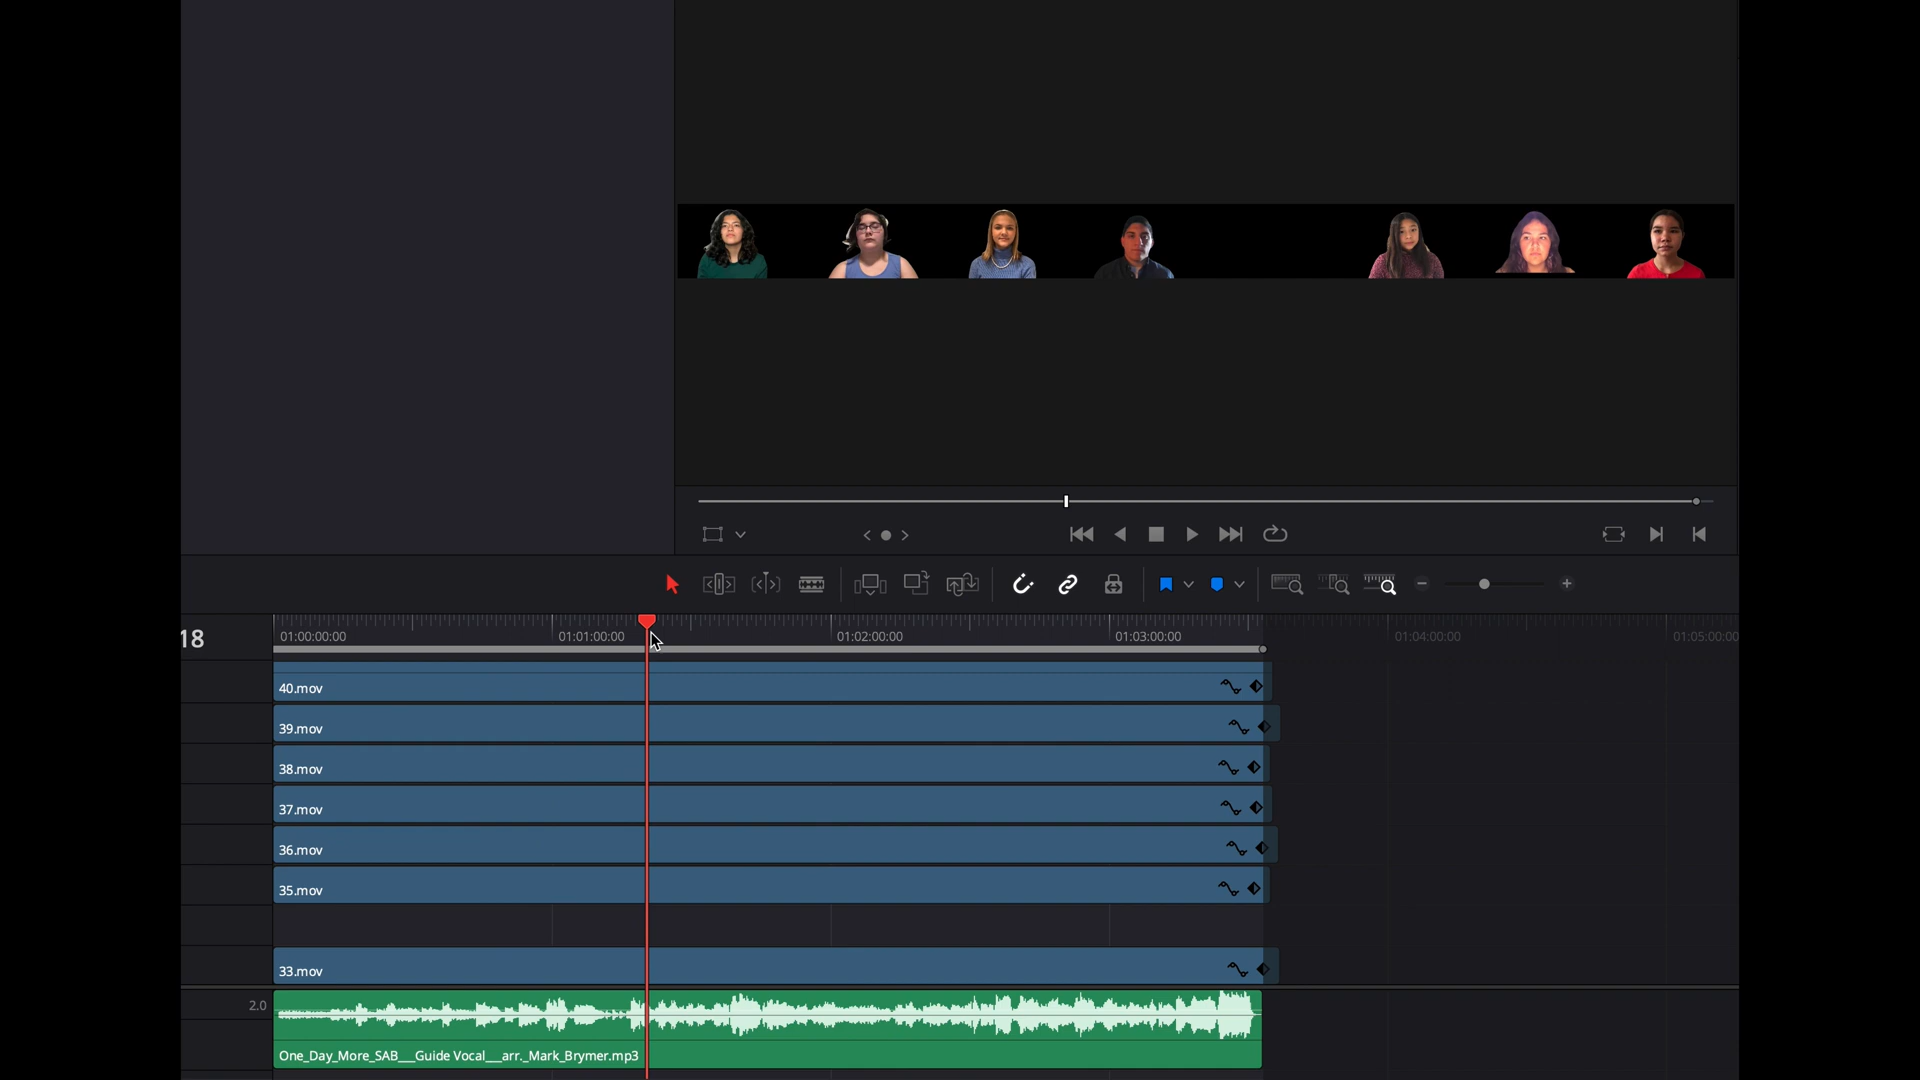 18
01:00:00:00 01:01:00:00 01:02:00:00 01:03:00:00 01:04:00:00 01:05:00:00
40.mov
39.mov
38.mov
37.mov
36.mov
35.mov
33.mov
2.0
One_Day_More_SAB___Guide Vocal___arr._Mark_Brymer.mp3